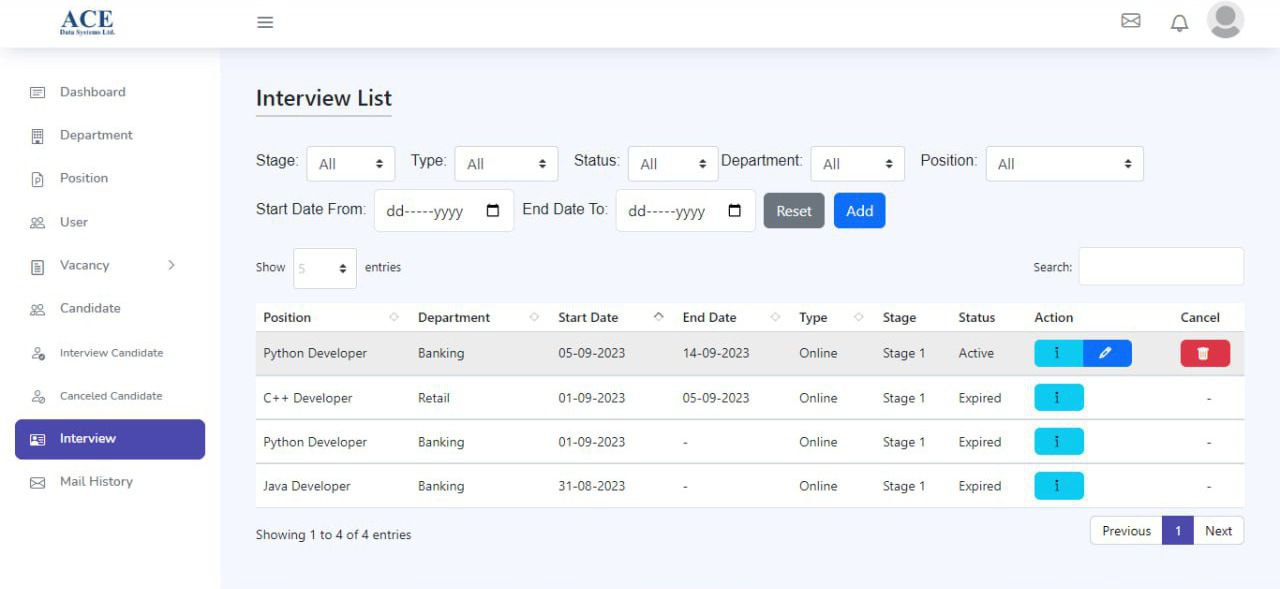 ACE
Data Systems Ltd.
Dashboard
Department
Position
User
Vacancy
Candidate
Interview Candidate
Canceled Candidate
Interview
Mail History
Interview List
Stage: All Type: All Status: All Department: All Position: All
Start Date From: dd-----yyyy End Date To: dd-----yyyy Reset Add
Show 5 entries Search:
Position Department Start Date End Date Type Stage Status Action Cancel
Python Developer Banking 05-09-2023 14-09-2023 Online Stage 1 Active i
C++ Developer Retail 01-09-2023 05-09-2023 Online Stage 1 Expired i -
Python Developer Banking 01-09-2023 - Online Stage 1 Expired i -
Java Developer Banking 31-08-2023 - Online Stage 1 Expired i -
Showing 1 to 4 of 4 entries Previous 1 Next